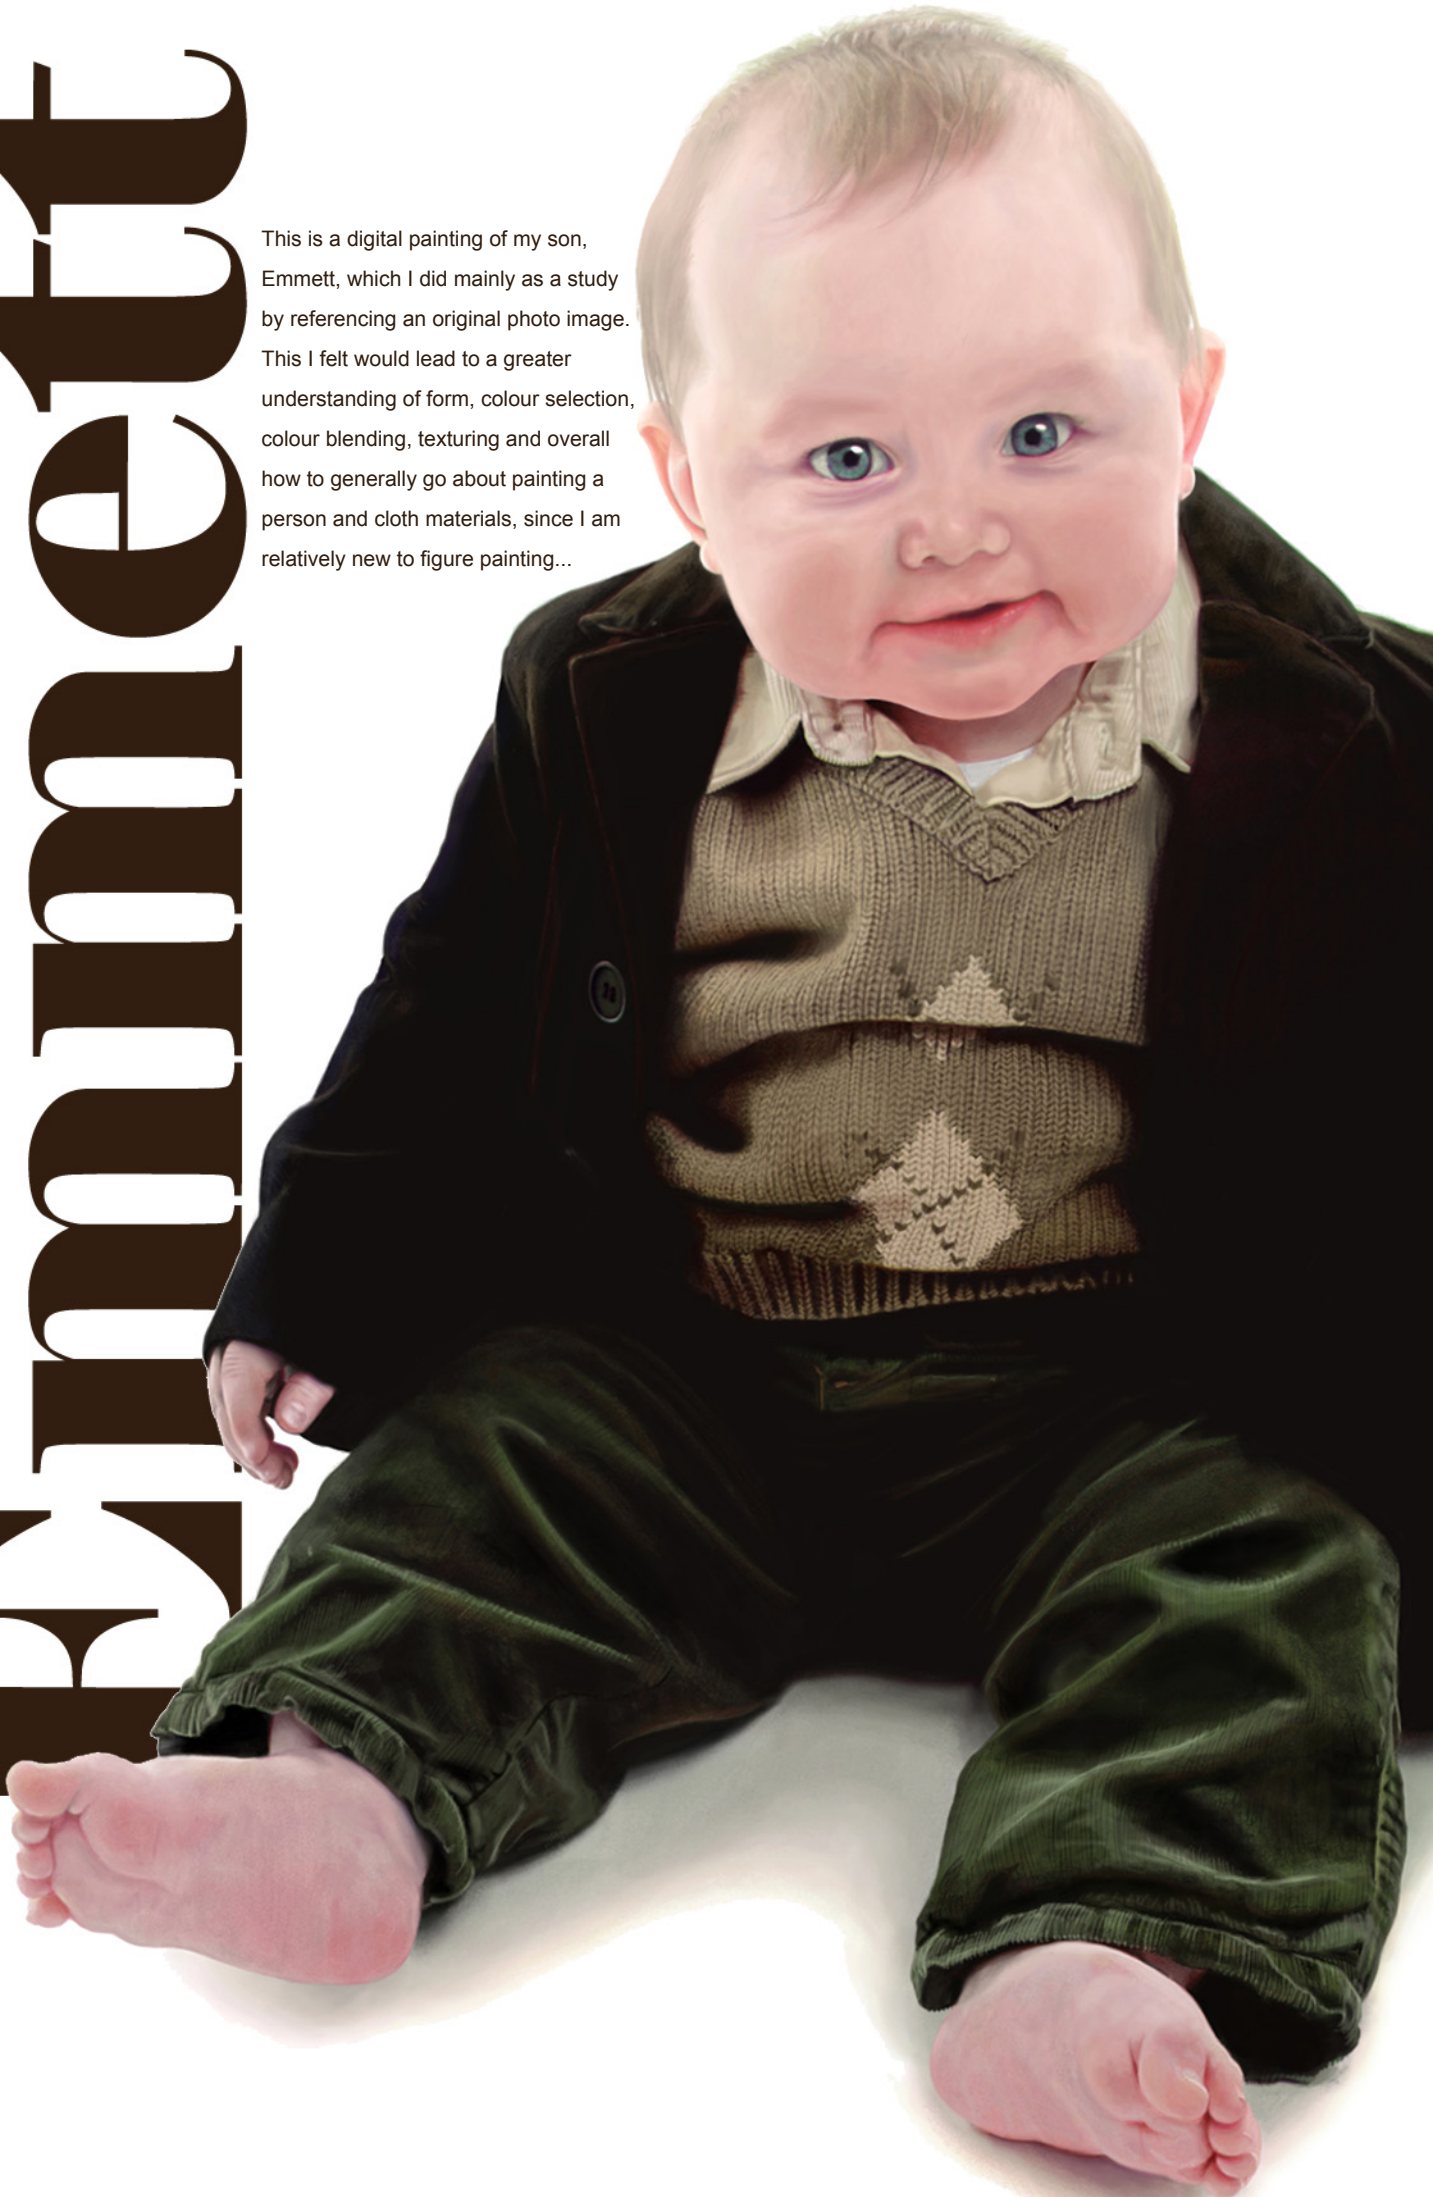 Emmett
This is a digital painting of my son,
Emmett, which I did mainly as a study
by referencing an original photo image.
This I felt would lead to a greater
understanding of form, colour selection,
colour blending, texturing and overall
how to generally go about painting a
person and cloth materials, since I am
relatively new to figure painting...